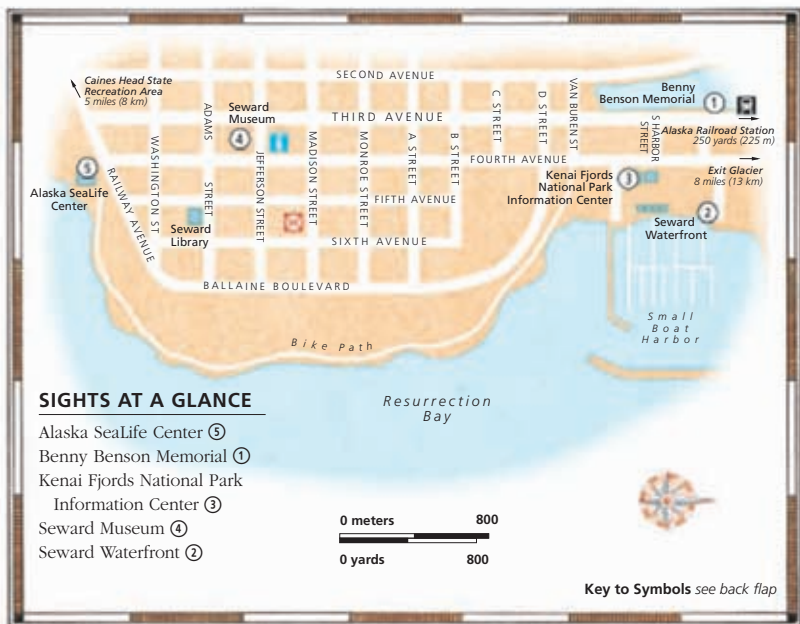 SECOND AVENUE
Caines Head State
Recreation Area
5 miles (8 km)
Benny
Benson Memorial
①
THIRD AVENUE
Seward
Museum
④
ADAMS
STREET
WASHINGTON ST
JEFFERSON STREET
MADISON STREET
MONROE STREET
A STREET
B STREET
C STREET
D STREET
VAN BUREN ST
S HARBOR
STREET
Alaska Railroad Station
250 yards (225 m)
FOURTH AVENUE
Exit Glacier
8 miles (13 km)
⑤
Alaska SeaLife
Center
RAILWAY AVENUE
Kenai Fjords
National Park
Information Center
③
FIFTH AVENUE
Seward
Library
②
Seward
Waterfront
SIXTH AVENUE
BALLAINE BOULEVARD
Small
Boat
Harbor
Bike Path
Resurrection
Bay
SIGHTS AT A GLANCE
Alaska SeaLife Center ⑤
Benny Benson Memorial ①
Kenai Fjords National Park
Information Center ③
Seward Museum ④
Seward Waterfront ②
0 meters 800
0 yards 800
Key to Symbols see back flap